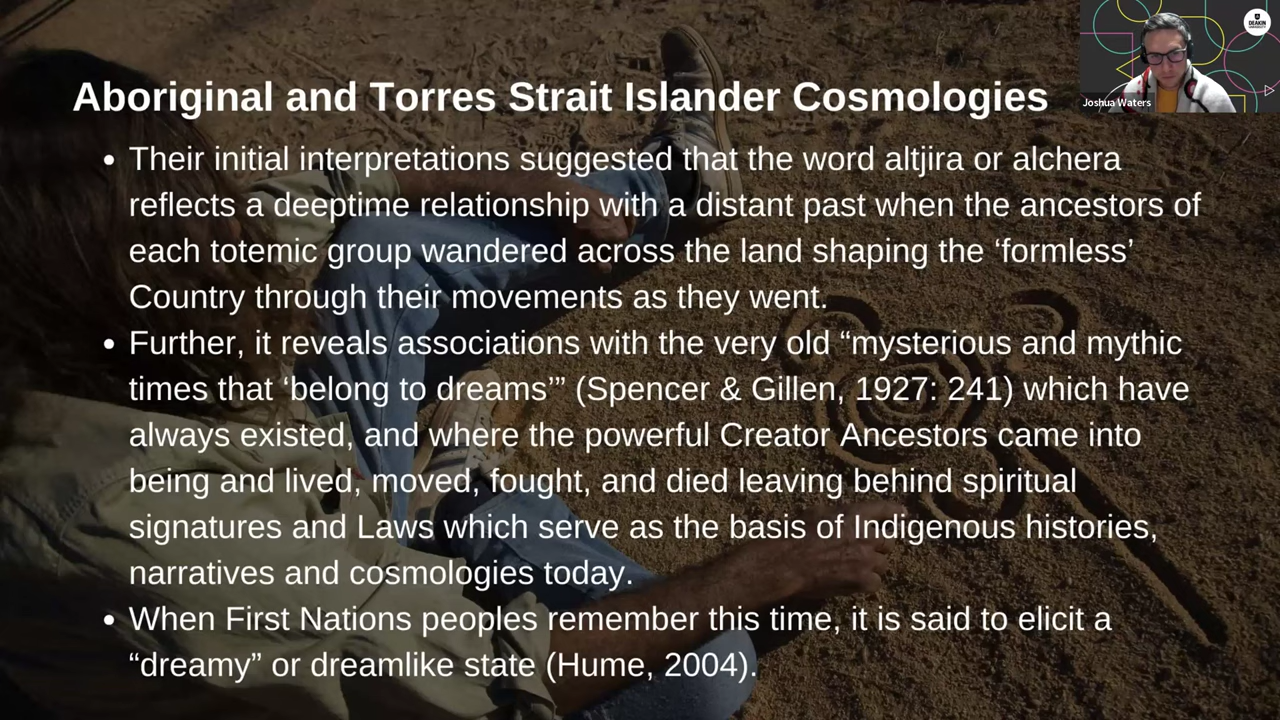 Aboriginal and Torres Strait Islander Cosmologies
• Their initial interpretations suggested that the word altjira or alchera
reflects a deeptime relationship with a distant past when the ancestors of
each totemic group wandered across the land shaping the ‘formless’
Country through their movements as they went.
• Further, it reveals associations with the very old “mysterious and mythic
times that ‘belong to dreams’” (Spencer & Gillen, 1927: 241) which have
always existed, and where the powerful Creator Ancestors came into
being and lived, moved, fought, and died leaving behind spiritual
signatures and Laws which serve as the basis of Indigenous histories,
narratives and cosmologies today.
• When First Nations peoples remember this time, it is said to elicit a
“dreamy” or dreamlike state (Hume, 2004).
Joshua Waters
DEAKIN
UNIVERSITY